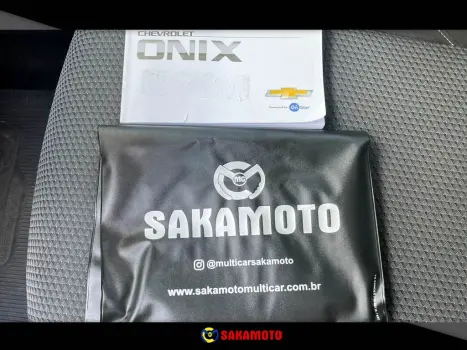 CHEVROLET
ONIX
SAKAMOTO
@multicarsakamoto
www.sakamotomulticar.com.br
SAKAMOTO